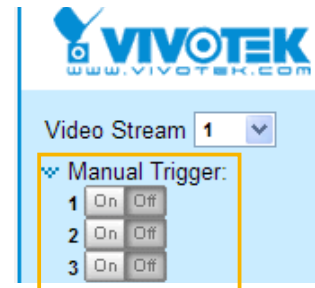 VIVOTEK
www.vivotek.com
Video Stream 1
Manual Trigger:
1 On Off
2 On Off
3 On Off